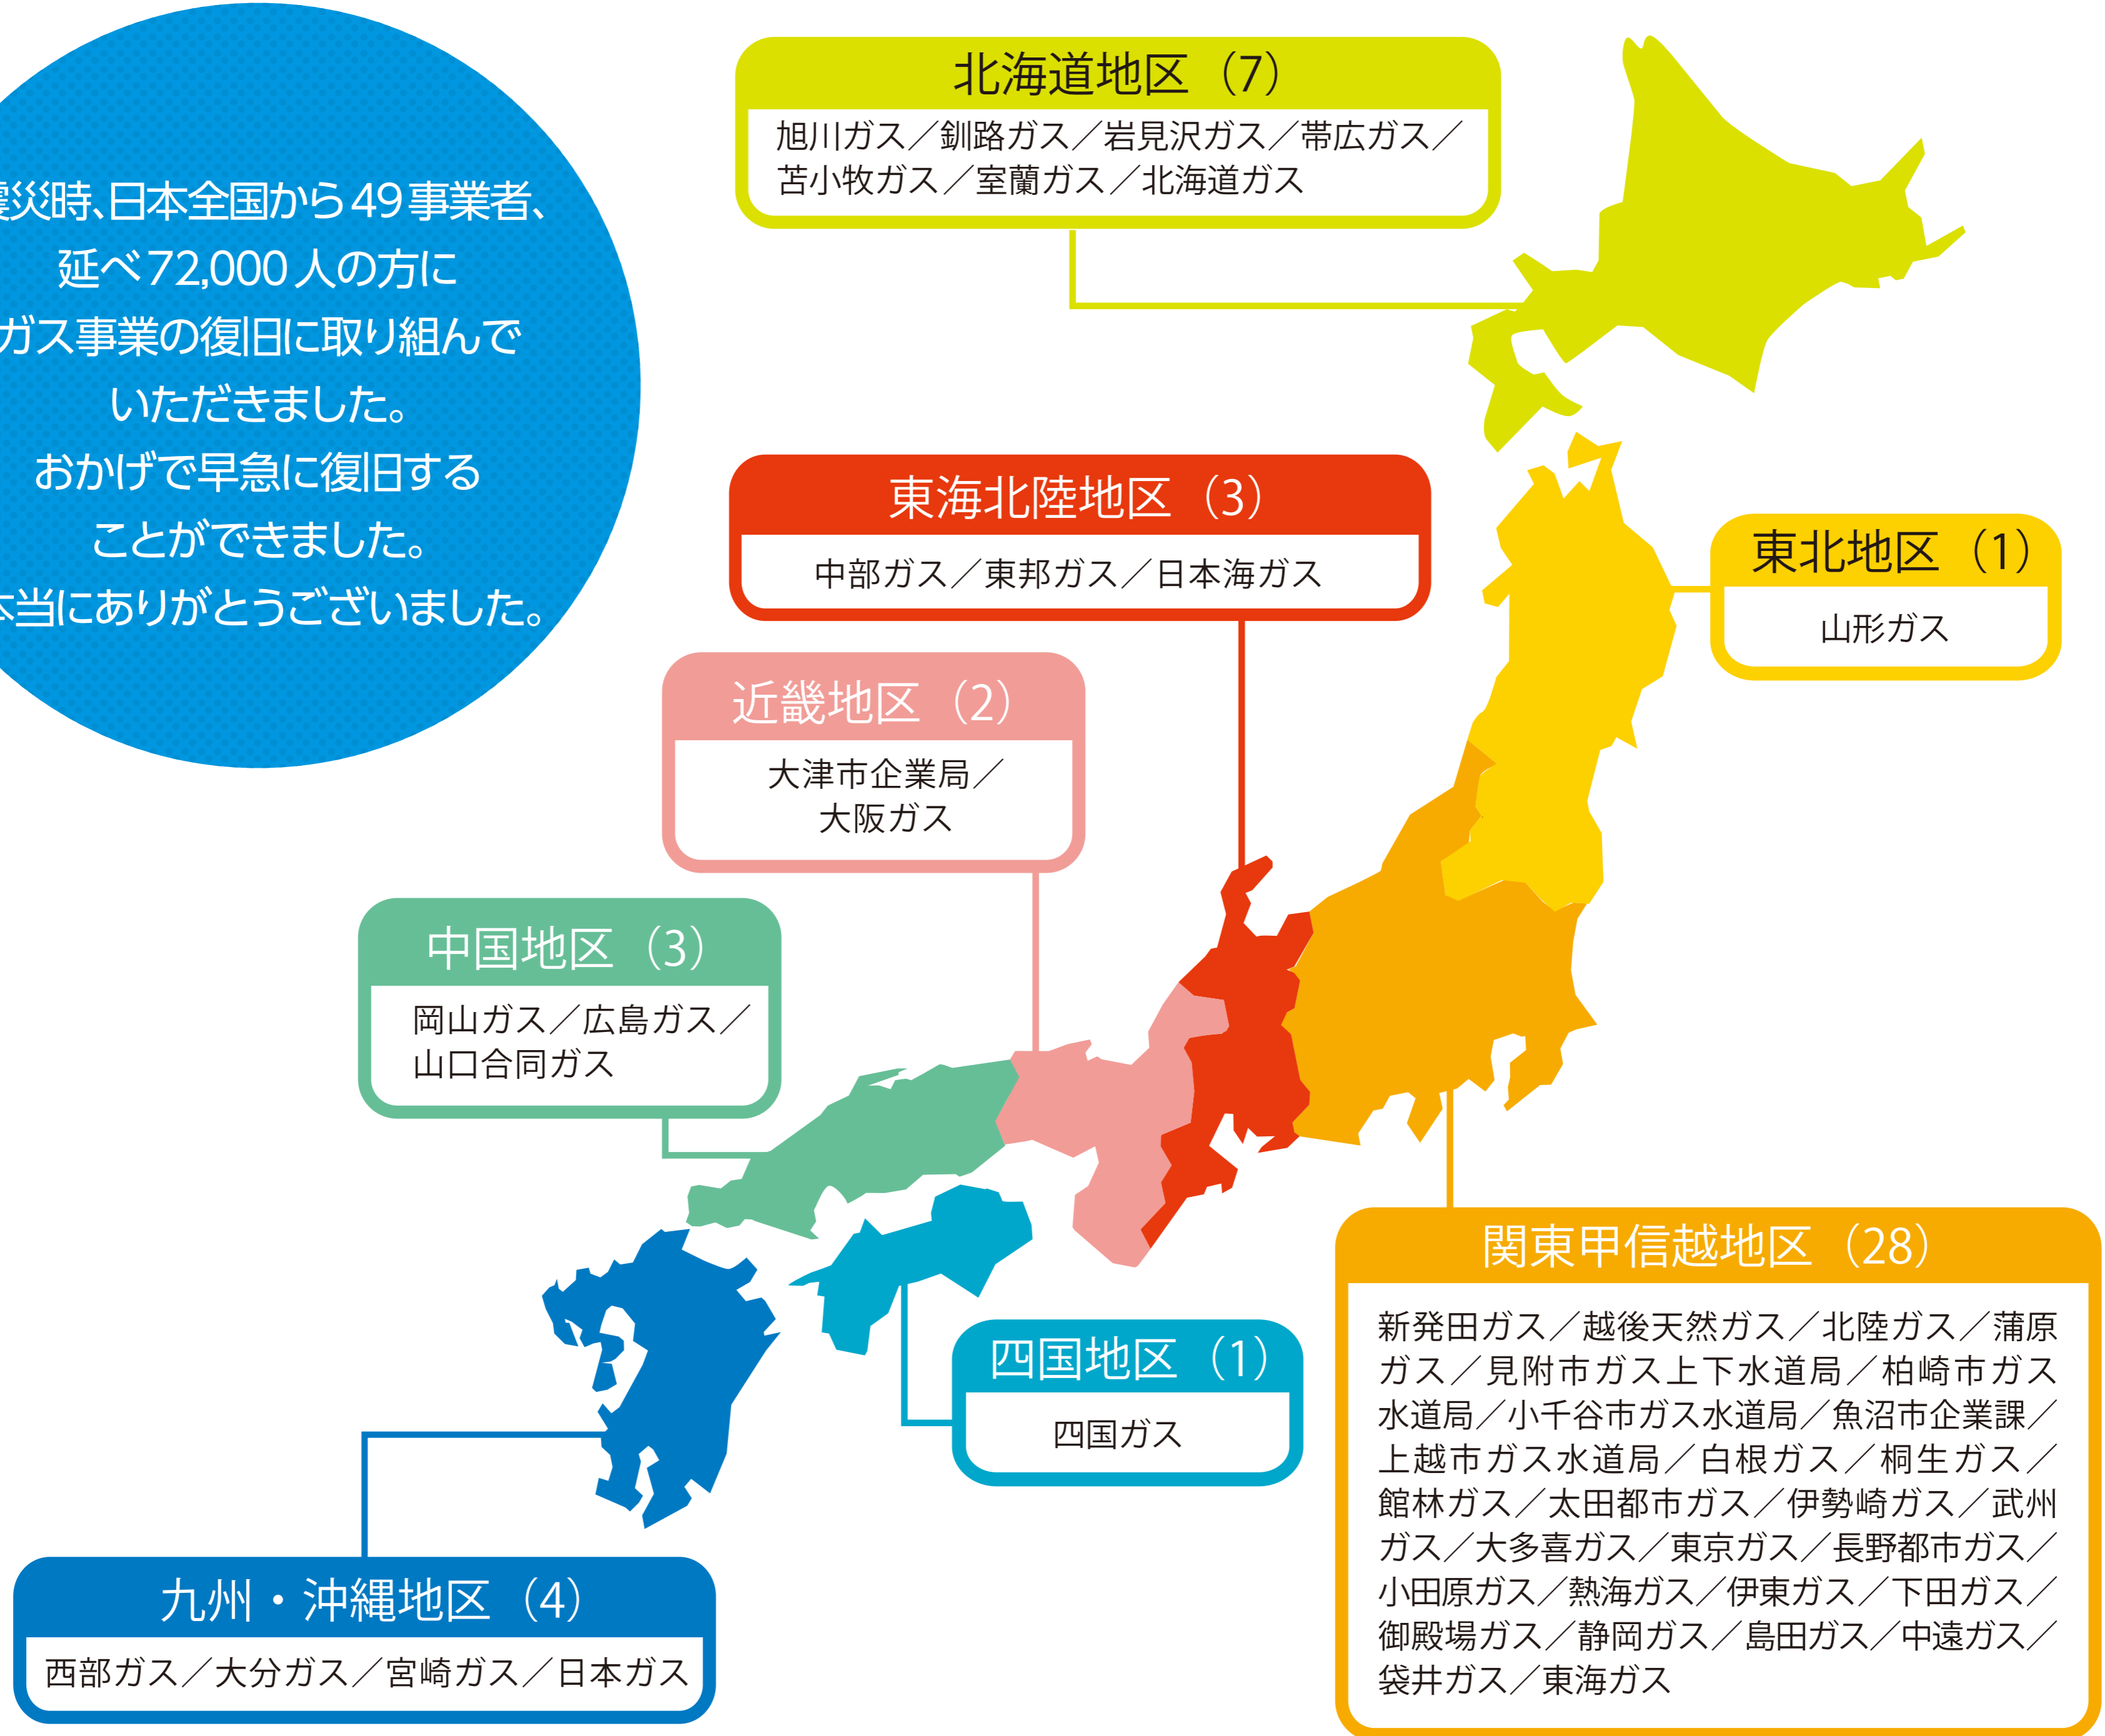 震災時、日本全国から49事業者、
延べ72,000人の方に
ガス事業の復旧に取り組んで
いただきました。
おかげで早急に復旧する
ことができました。
本当にありがとうございました。
北海道地区（7）
旭川ガス／釧路ガス／岩見沢ガス／帯広ガス／
苫小牧ガス／室蘭ガス／北海道ガス
東海北陸地区（3）
中部ガス／東邦ガス／日本海ガス
東北地区（1）
山形ガス
近畿地区（2）
大津市企業局／
大阪ガス
中国地区（3）
岡山ガス／広島ガス／
山口合同ガス
四国地区（1）
四国ガス
関東甲信越地区（28）
新発田ガス／越後天然ガス／北陸ガス／蒲原
ガス／見附市ガス上下水道局／柏崎市ガス
水道局／小千谷市ガス水道局／魚沼市企業課／
上越市ガス水道局／白根ガス／桐生ガス／
館林ガス／太田都市ガス／伊勢崎ガス／武州
ガス／大多喜ガス／東京ガス／長野都市ガス／
小田原ガス／熱海ガス／伊東ガス／下田ガス／
御殿場ガス／静岡ガス／島田ガス／中遠ガス／
袋井ガス／東海ガス
九州・沖縄地区（4）
西部ガス／大分ガス／宮崎ガス／日本ガス